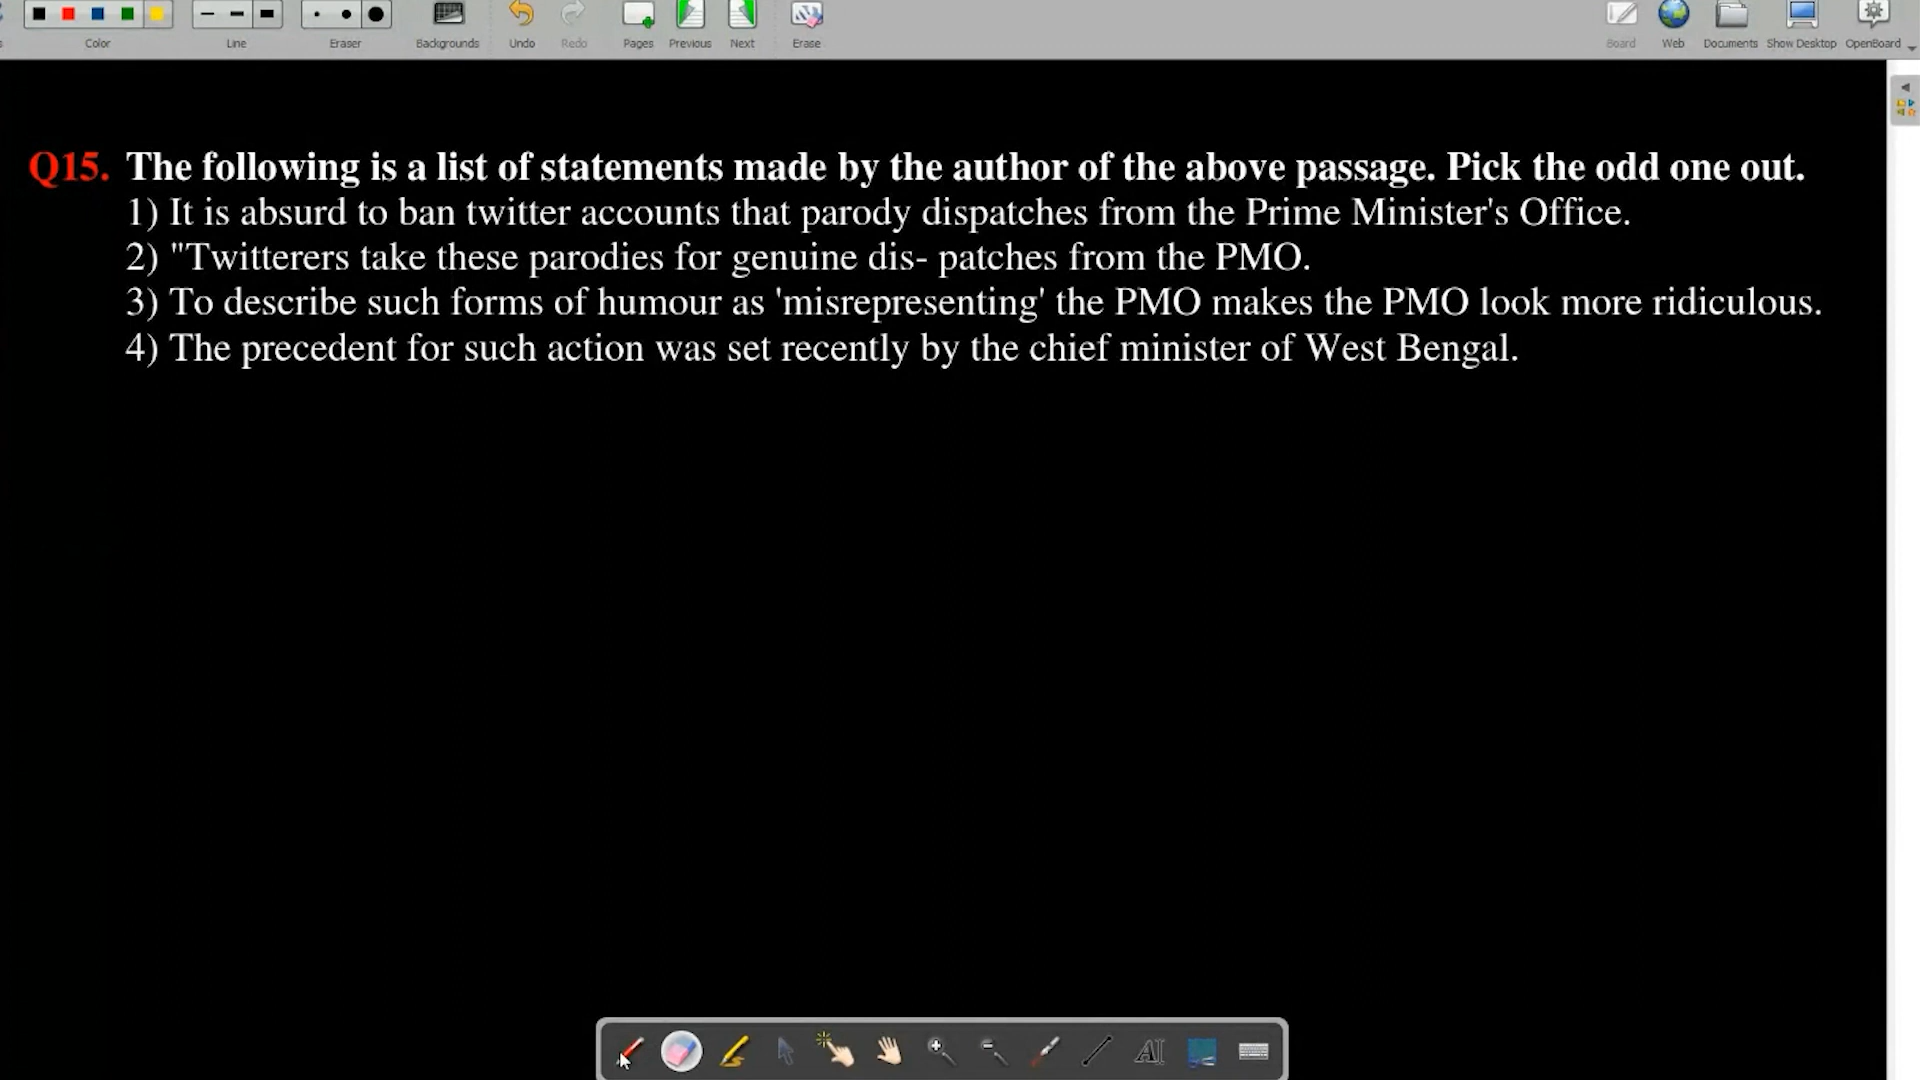 Color
Line
Eraser
Backgrounds
Undo
Redo
Pages
Previous
Next
Erase
Board
Web
Documents
Show Desktop
OpenBoard
Q15. The following is a list of statements made by the author of the above passage. Pick the odd one out.
1) It is absurd to ban twitter accounts that parody dispatches from the Prime Minister's Office.
2) "Twitterers take these parodies for genuine dis- patches from the PMO.
3) To describe such forms of humour as 'misrepresenting' the PMO makes the PMO look more ridiculous.
4) The precedent for such action was set recently by the chief minister of West Bengal.
AI